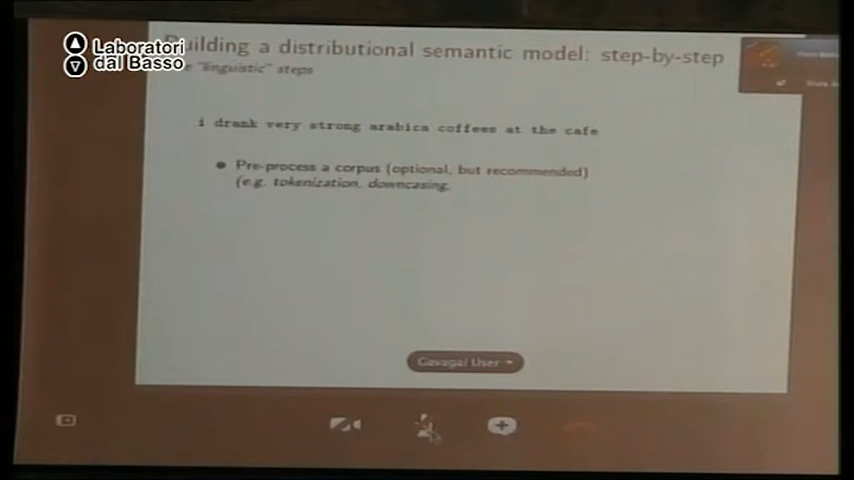 Laboratori
dal Basso
Building a distributional semantic model: step-by-step
"linguistic" steps
i drank very strong arabica coffees at the cafe
Pre-process a corpus (optional, but recommended)
(e.g. tokenization, downcasing,
Gavagai User